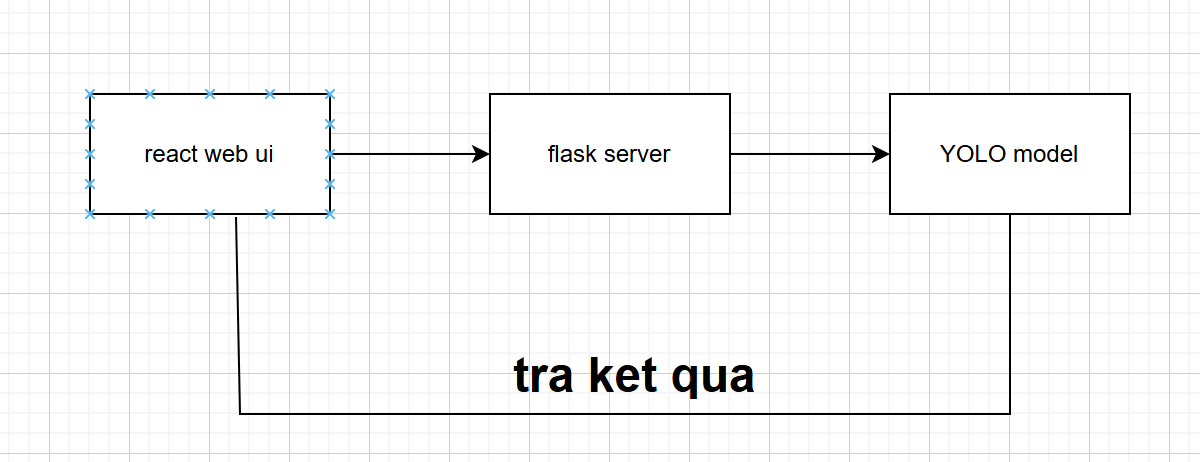 react web ui
flask server
YOLO model
tra ket qua